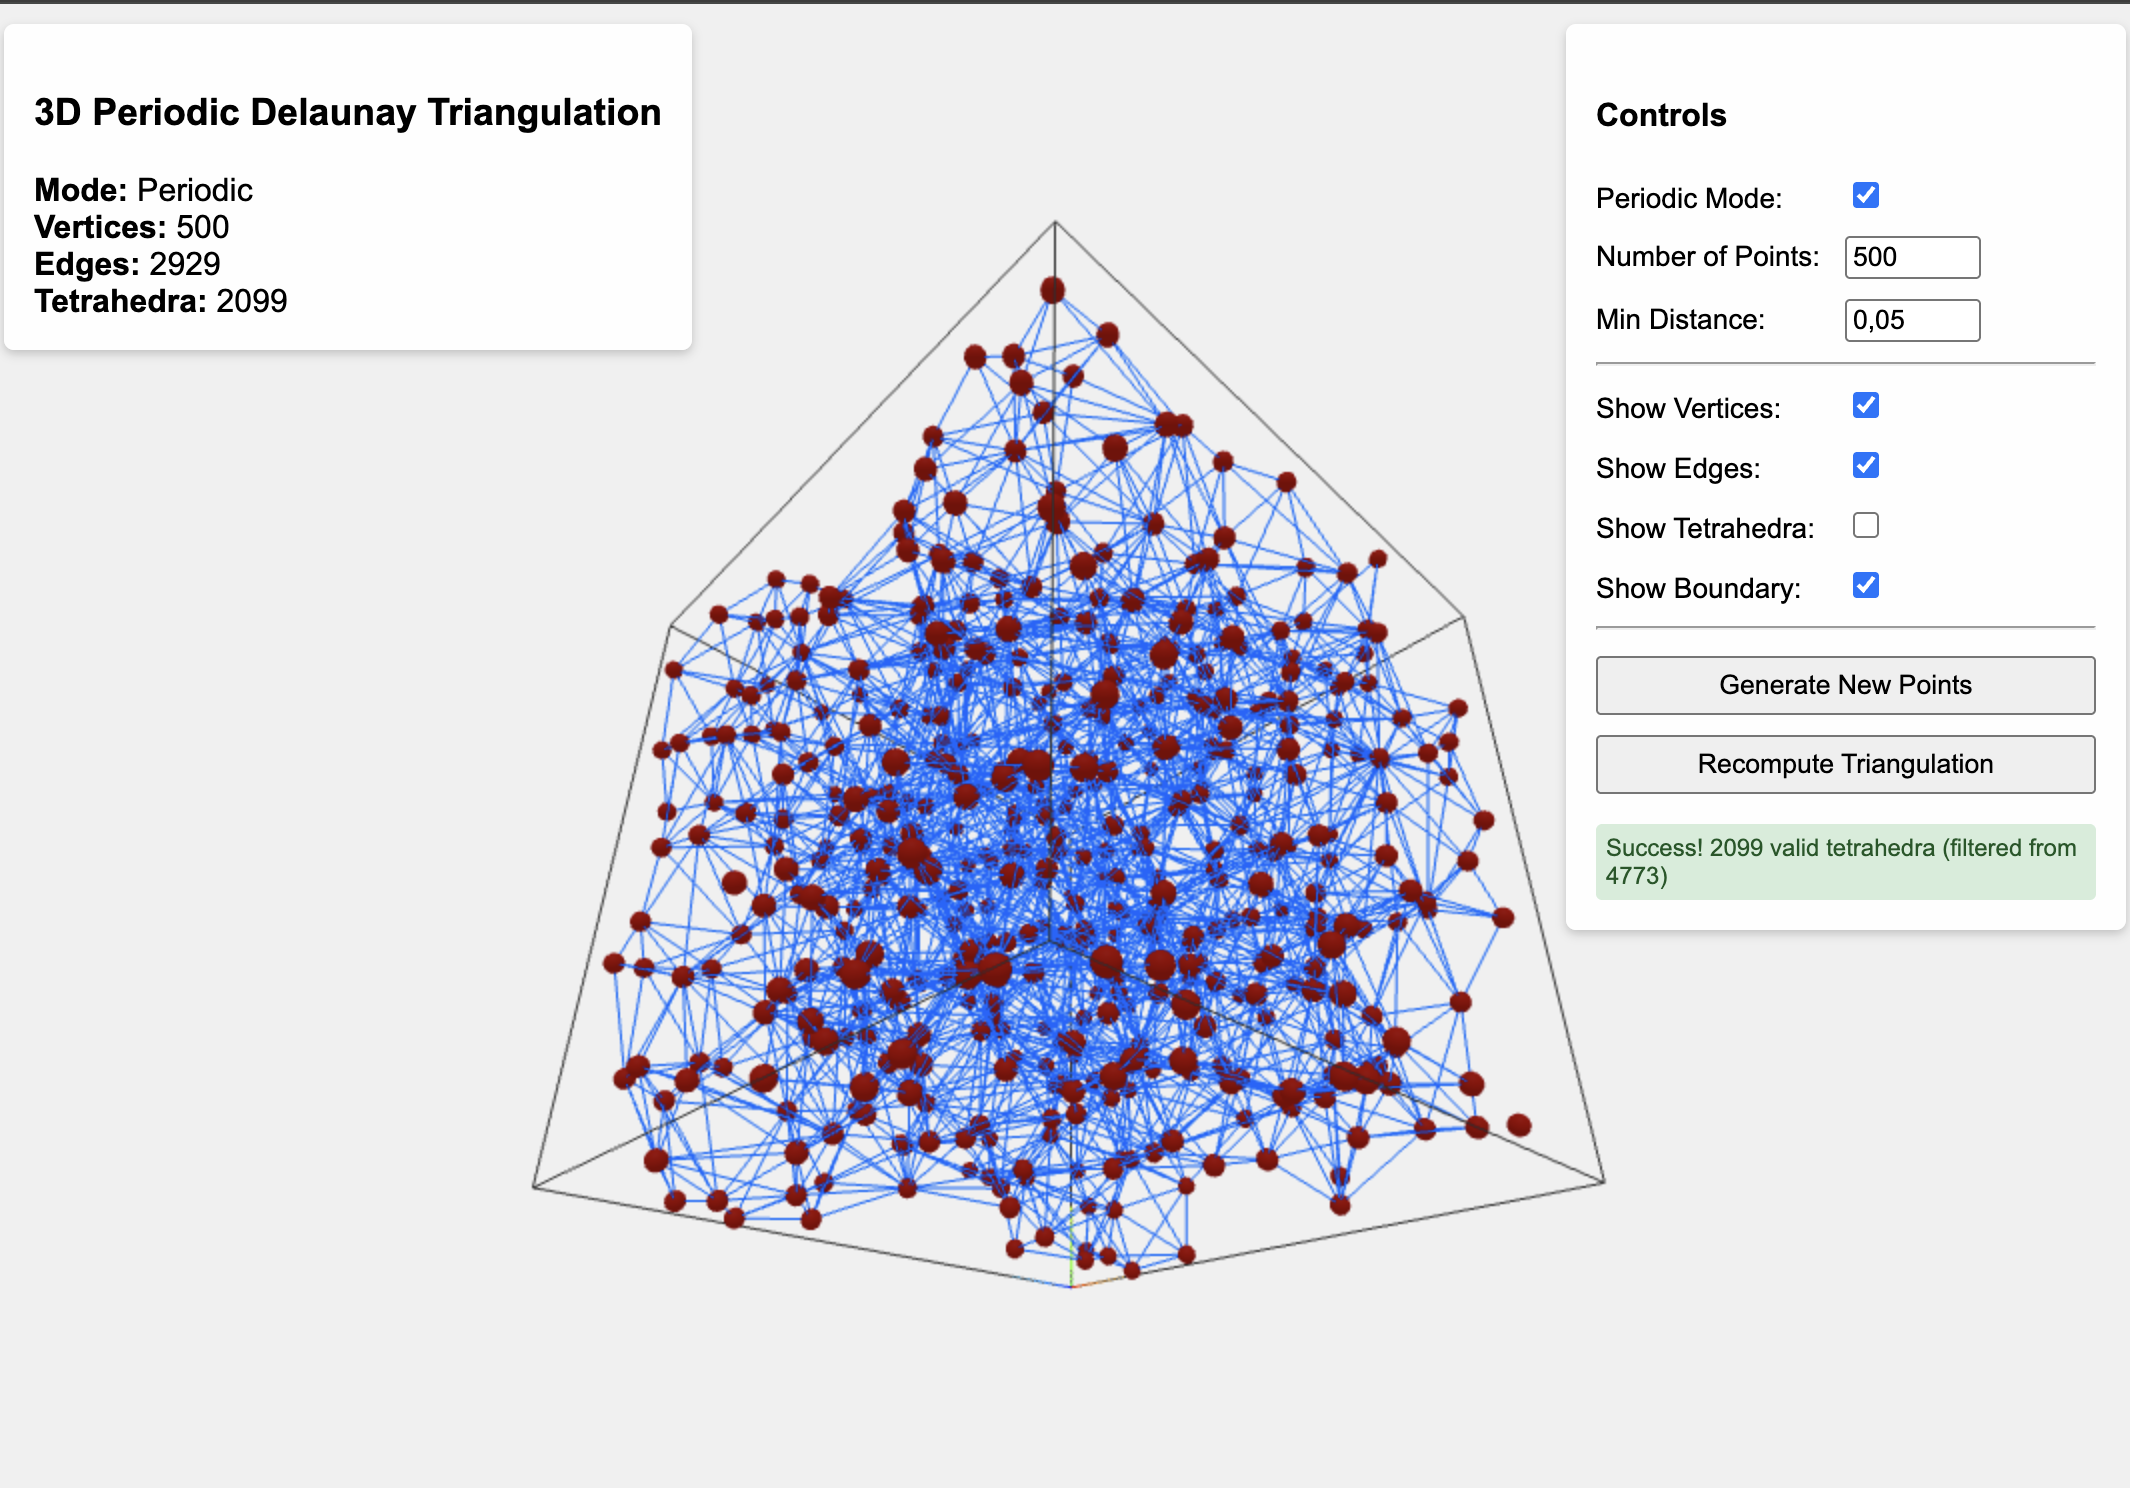 3D Periodic Delaunay Triangulation
Mode: Periodic
Vertices: 500
Edges: 2929
Tetrahedra: 2099
Controls
Periodic Mode:
Number of Points: 500
Min Distance: 0,05
Show Vertices:
Show Edges:
Show Tetrahedra:
Show Boundary:
Generate New Points
Recompute Triangulation
Success! 2099 valid tetrahedra (filtered from
4773)